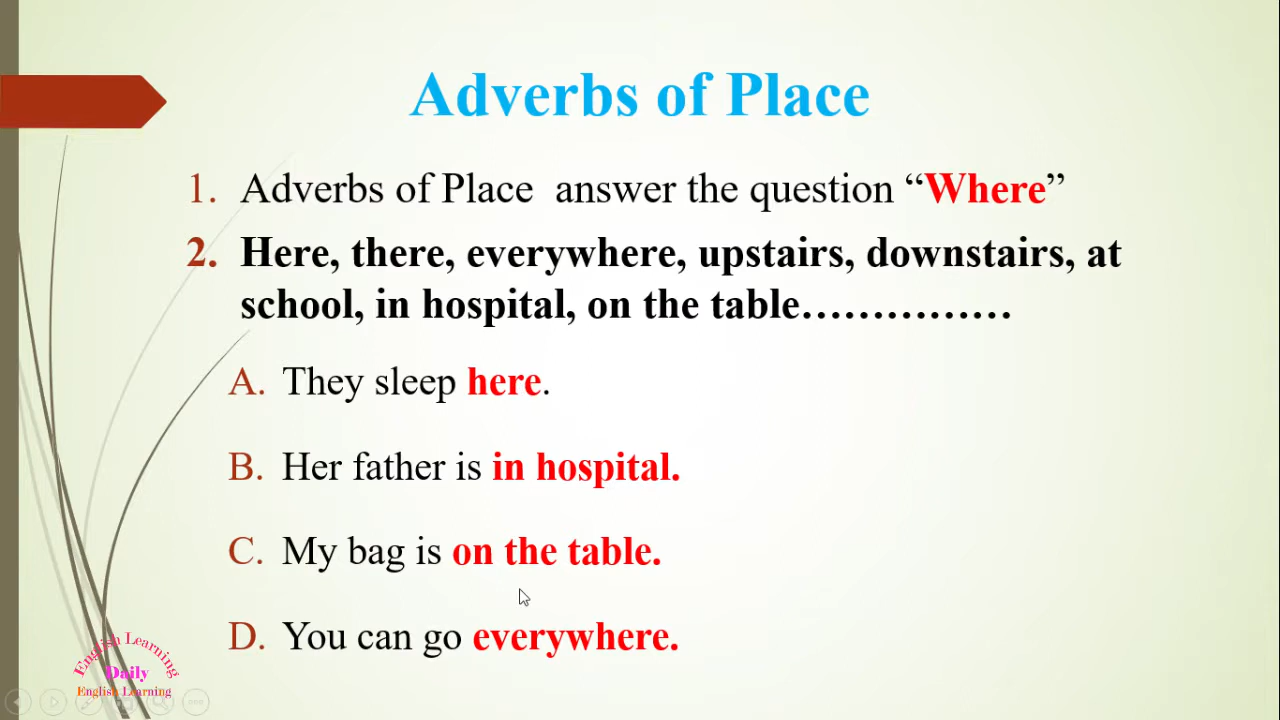 Adverbs of Place
1. Adverbs of Place answer the question “Where”
2. Here, there, everywhere, upstairs, downstairs, at
school, in hospital, on the table……………
A. They sleep here.
B. Her father is in hospital.
C. My bag is on the table.
D. You can go everywhere.
English Learning
Daily
English Learning